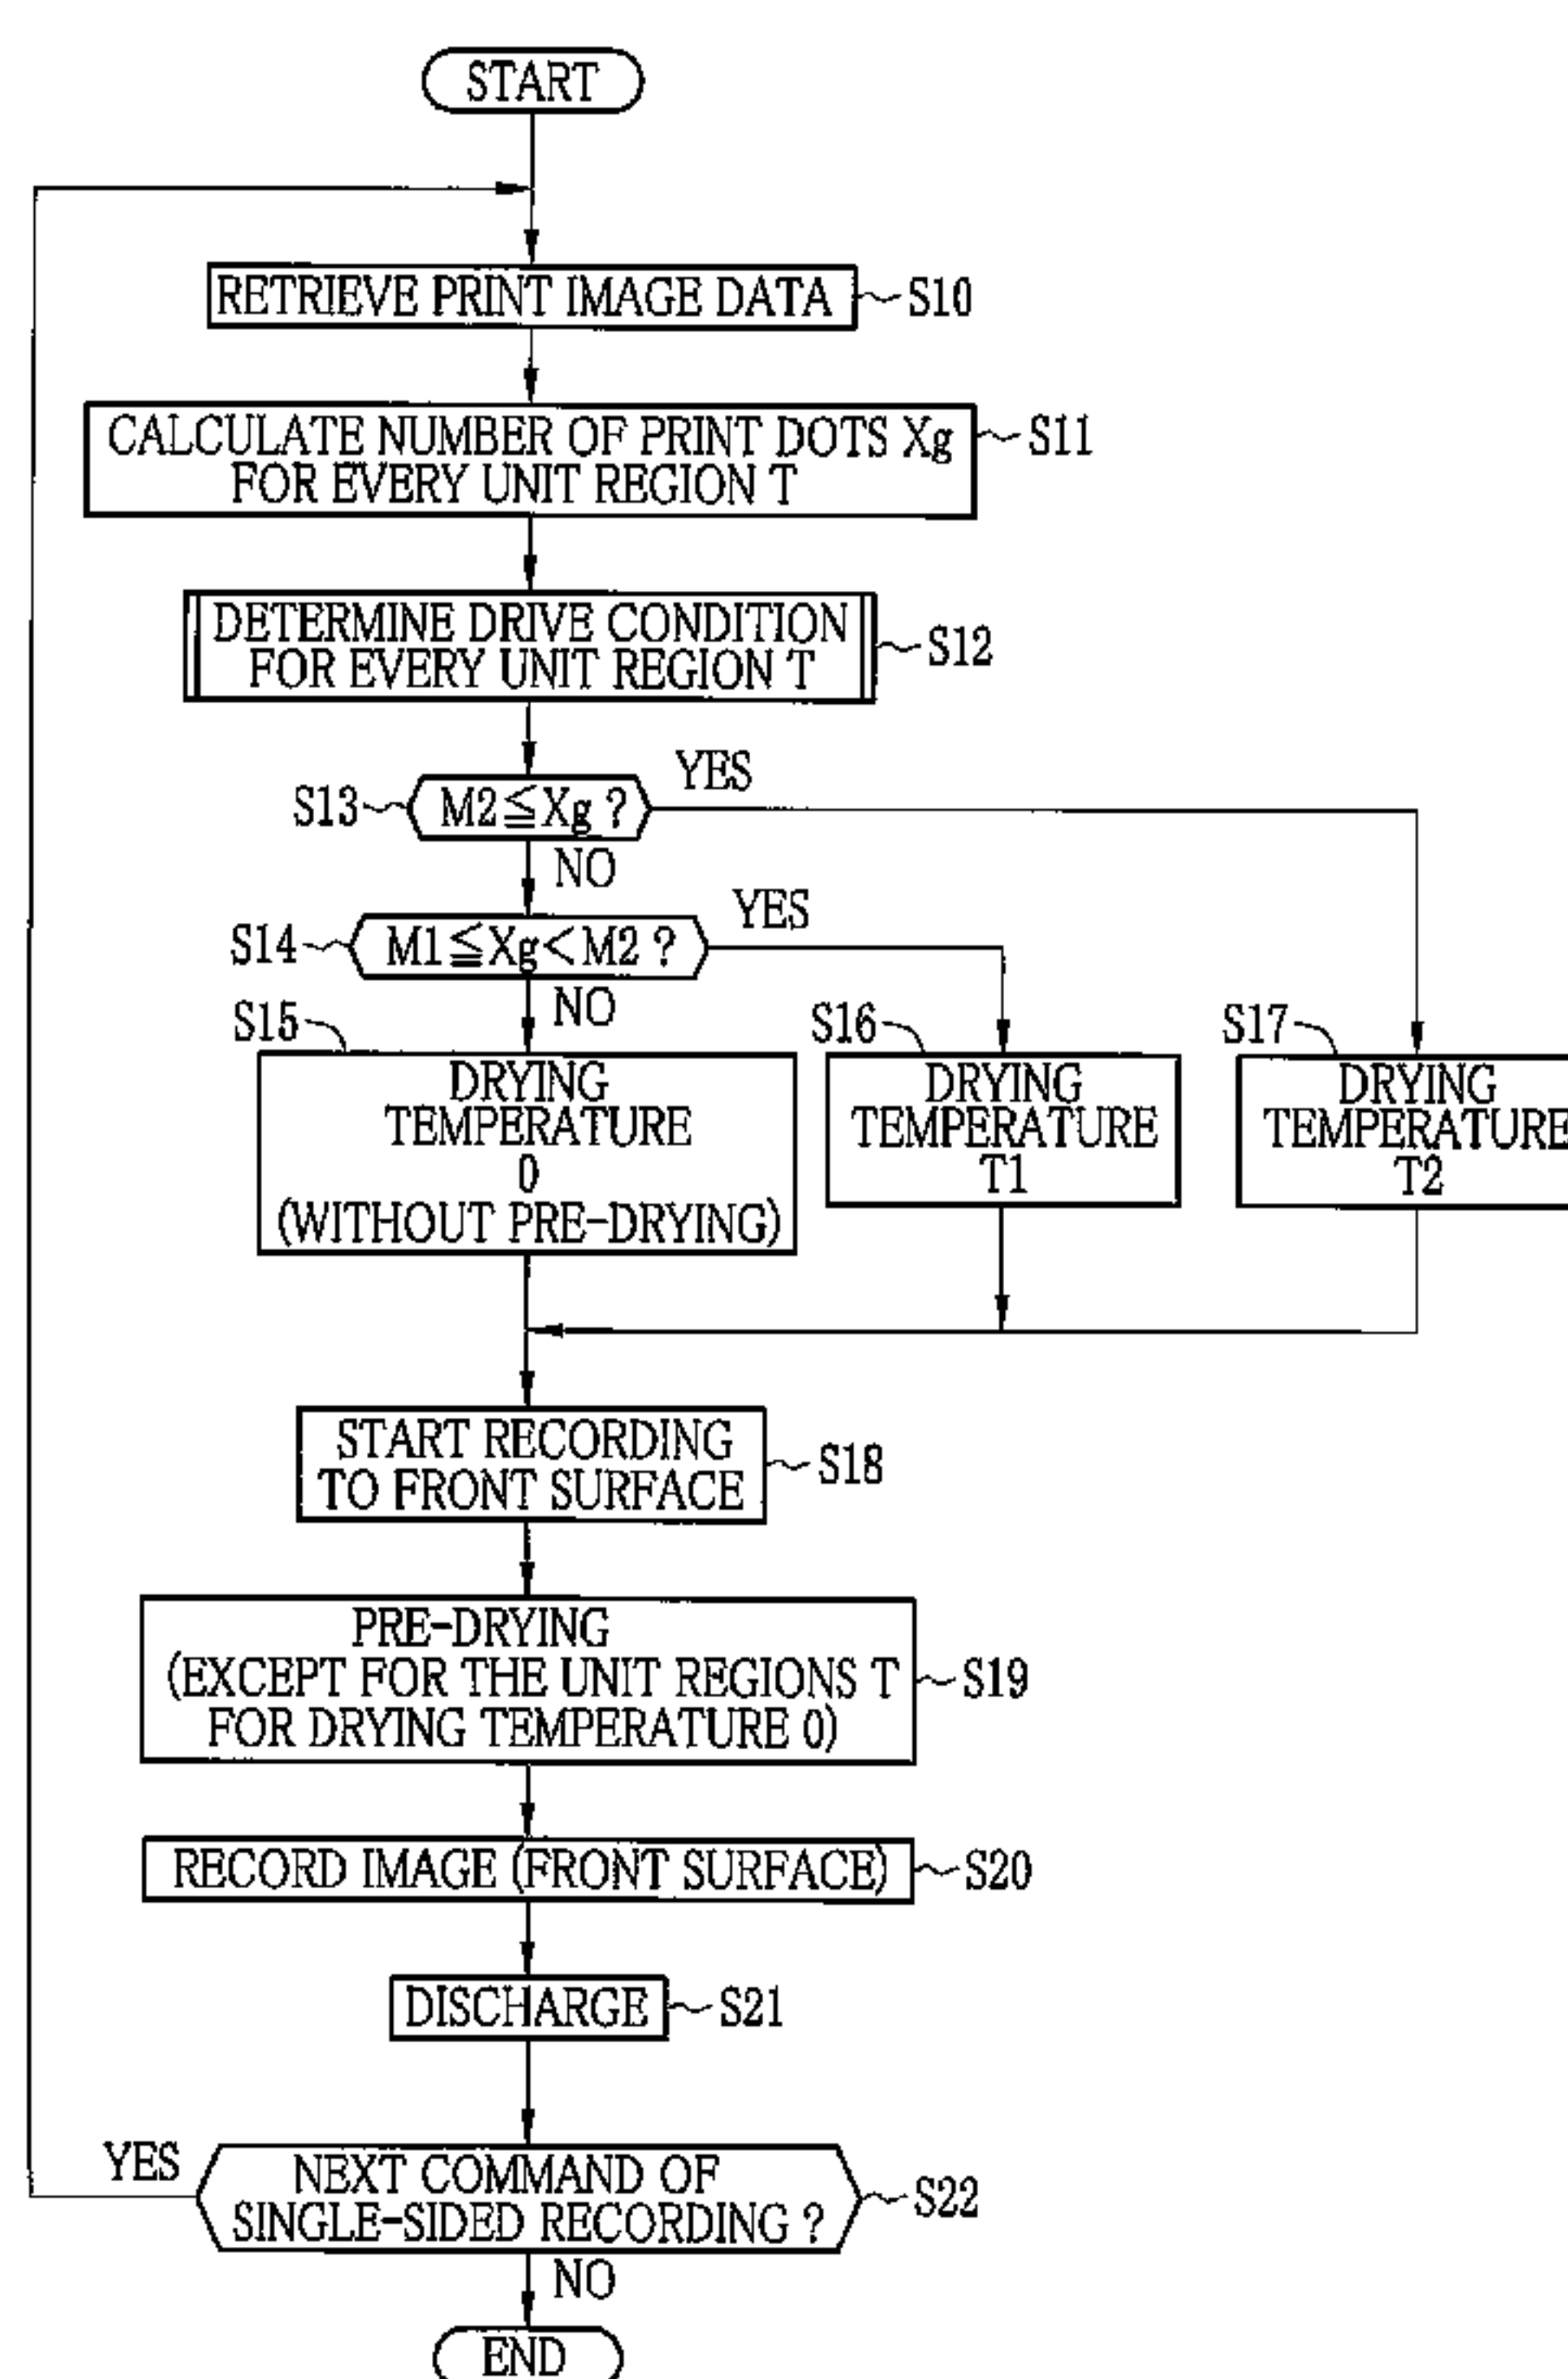 START
RETRIEVE PRINT IMAGE DATA
S10
CALCULATE NUMBER OF PRINT DOTS Xg
FOR EVERY UNIT REGION T
S11
DETERMINE DRIVE CONDITION
FOR EVERY UNIT REGION T
S12
S13
M2≦Xg ?
YES
NO
S14
M1≦Xg<M2 ?
YES
NO
S15
DRYING
TEMPERATURE
0
(WITHOUT PRE-DRYING)
S16
DRYING
TEMPERATURE
T1
S17
DRYING
TEMPERATURE
T2
START RECORDING
TO FRONT SURFACE
S18
PRE-DRYING
(EXCEPT FOR THE UNIT REGIONS T
FOR DRYING TEMPERATURE 0)
S19
RECORD IMAGE (FRONT SURFACE)
S20
DISCHARGE
S21
YES
NEXT COMMAND OF
SINGLE-SIDED RECORDING ?
S22
NO
END